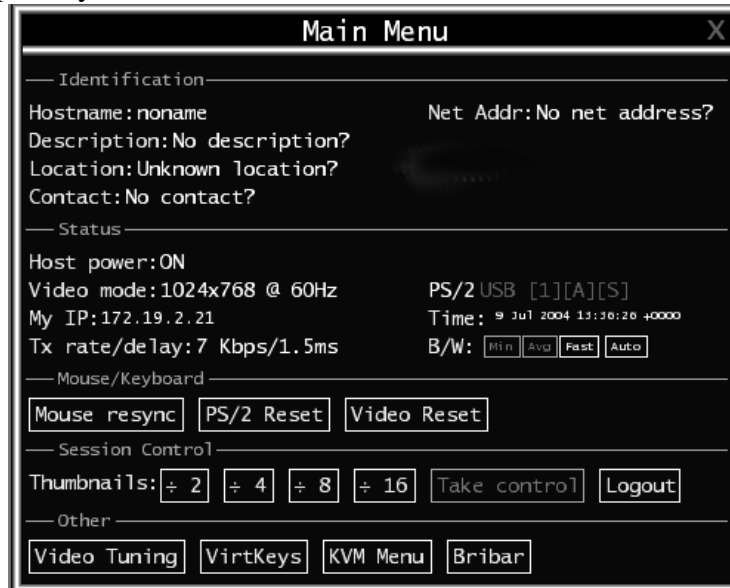 Main Menu X
Identification
Hostname:noname Net Addr:No net address?
Description:No description?
Location:Unknown location?
Contact:No contact?
Status
Host power:ON
Video mode:1024x768 @ 60Hz PS/2 USB [1][A][S]
My IP:172.19.2.21 Time: 9 Jul 2004 13:36:26 +0000
Tx rate/delay:7 Kbps/1.5ms B/W: Min Avg Fast Auto
Mouse/Keyboard
Mouse resync PS/2 Reset Video Reset
Session Control
Thumbnails: ÷ 2 ÷ 4 ÷ 8 ÷ 16 Take control Logout
Other
Video Tuning VirtKeys KVM Menu Bribar